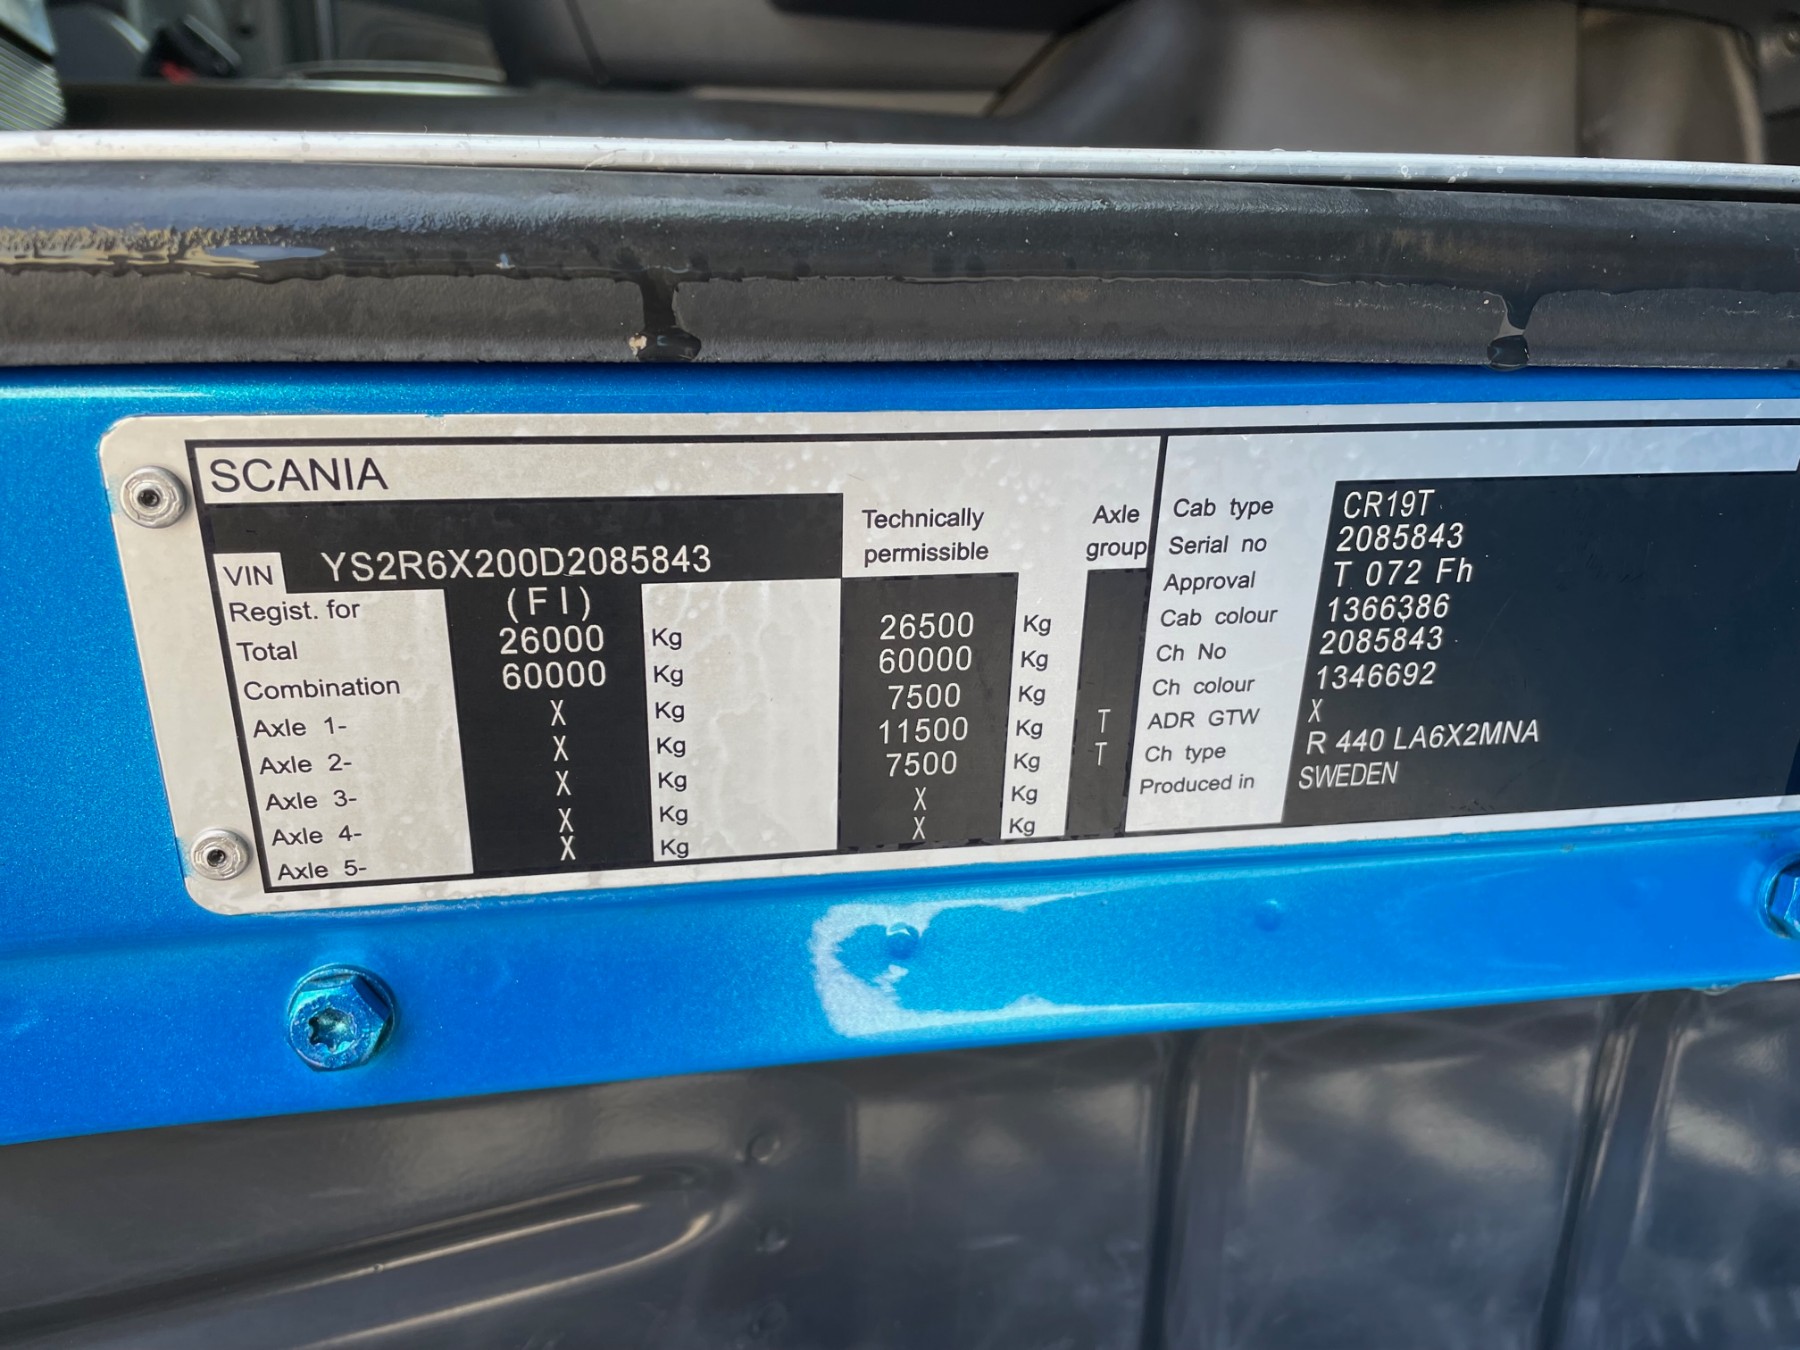 SCANIA
VIN YS2R6X200D2085843
Technically permissible
Axle group
Regist. for (FI)
Total 26000 Kg 26500 Kg
Combination 60000 Kg 60000 Kg
Axle 1- X Kg 7500 Kg
Axle 2- X Kg 11500 Kg T
Axle 3- X Kg 7500 Kg T
Axle 4- X Kg X Kg
Axle 5- X Kg X Kg
Cab type CR19T
Serial no 2085843
Approval T 072 Fh
Cab colour 1366386
Ch No 2085843
Ch colour 1346692
ADR GTW X
Ch type R 440 LA6X2MNA
Produced in SWEDEN